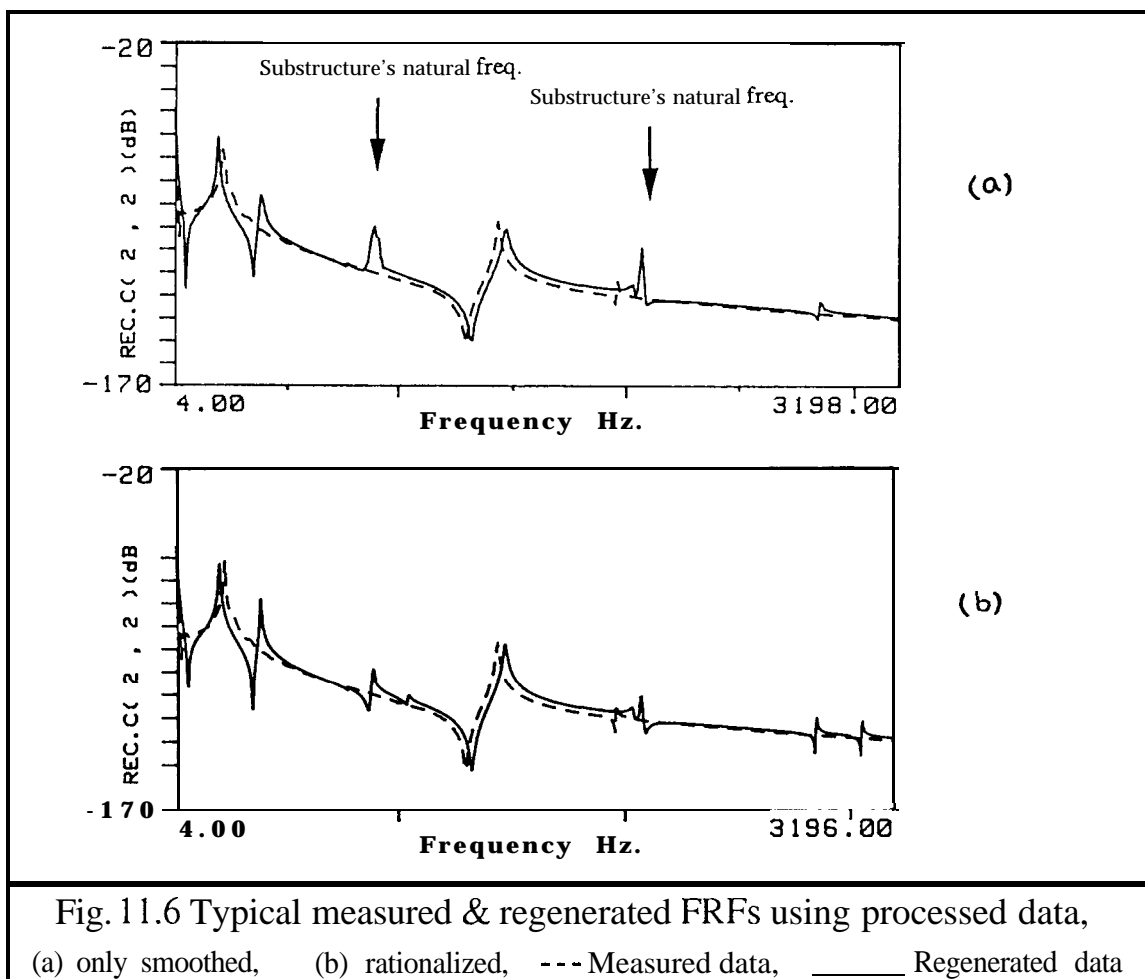 -20
Substructure's natural freq.
Substructure's natural freq.
(a)
REC.C( 2 , 2 )(dB)
-170
4.00
3198.00
Frequency Hz.
-20
(b)
REC.C( 2 , 2 )(dB
-170
4.00
3196.00
Frequency Hz.
Fig. 11.6 Typical measured & regenerated FRFs using processed data,
(a) only smoothed, (b) rationalized, --- Measured data, ____ Regenerated data